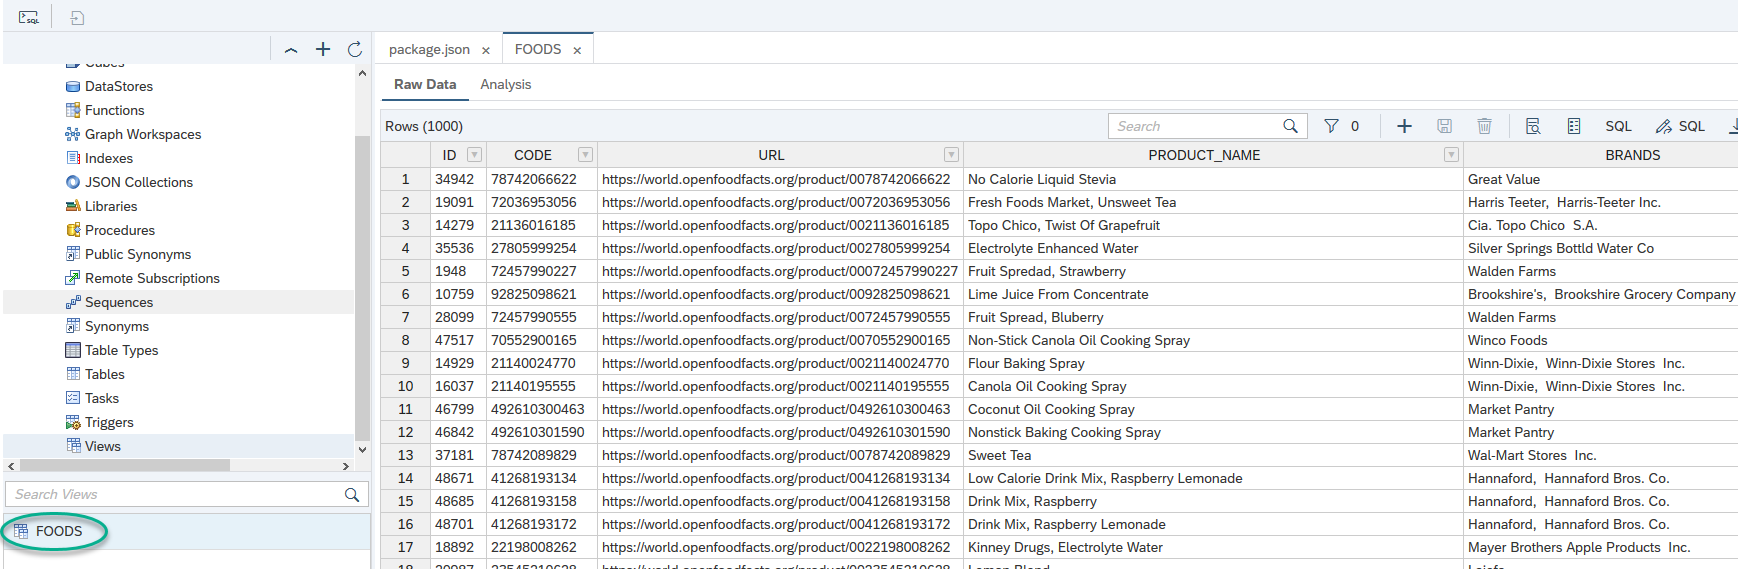 SQL
package.json ×
FOODS ×
Cubes
DataStores
Functions
Graph Workspaces
Indexes
JSON Collections
Libraries
Procedures
Public Synonyms
Remote Subscriptions
Sequences
Synonyms
Table Types
Tables
Tasks
Triggers
Views
Search Views
FOODS
Raw Data Analysis
Rows (1000) Search 0 SQL SQL
ID CODE URL PRODUCT_NAME BRANDS
1 34942 78742066622 https://world.openfoodfacts.org/product/0078742066622 No Calorie Liquid Stevia Great Value
2 19091 72036953056 https://world.openfoodfacts.org/product/0072036953056 Fresh Foods Market, Unsweet Tea Harris Teeter,  Harris-Teeter Inc.
3 14279 21136016185 https://world.openfoodfacts.org/product/0021136016185 Topo Chico, Twist Of Grapefruit Cia. Topo Chico  S.A.
4 35536 27805999254 https://world.openfoodfacts.org/product/0027805999254 Electrolyte Enhanced Water Silver Springs Bottld Water Co
5 1948 72457990227 https://world.openfoodfacts.org/product/00072457990227 Fruit Spredad, Strawberry Walden Farms
6 10759 92825098621 https://world.openfoodfacts.org/product/0092825098621 Lime Juice From Concentrate Brookshire's,  Brookshire Grocery Company
7 28099 72457990555 https://world.openfoodfacts.org/product/0072457990555 Fruit Spread, Bluberry Walden Farms
8 47517 70552900165 https://world.openfoodfacts.org/product/0070552900165 Non-Stick Canola Oil Cooking Spray Winco Foods
9 14929 21140024770 https://world.openfoodfacts.org/product/0021140024770 Flour Baking Spray Winn-Dixie,  Winn-Dixie Stores  Inc.
10 16037 21140195555 https://world.openfoodfacts.org/product/0021140195555 Canola Oil Cooking Spray Winn-Dixie,  Winn-Dixie Stores  Inc.
11 46799 492610300463 https://world.openfoodfacts.org/product/0492610300463 Coconut Oil Cooking Spray Market Pantry
12 46842 492610301590 https://world.openfoodfacts.org/product/0492610301590 Nonstick Baking Cooking Spray Market Pantry
13 37181 78742089829 https://world.openfoodfacts.org/product/0078742089829 Sweet Tea Wal-Mart Stores  Inc.
14 48671 41268193134 https://world.openfoodfacts.org/product/0041268193134 Low Calorie Drink Mix, Raspberry Lemonade Hannaford,  Hannaford Bros. Co.
15 48685 41268193158 https://world.openfoodfacts.org/product/0041268193158 Drink Mix, Raspberry Hannaford,  Hannaford Bros. Co.
16 48701 41268193172 https://world.openfoodfacts.org/product/0041268193172 Drink Mix, Raspberry Lemonade Hannaford,  Hannaford Bros. Co.
17 18892 22198008262 https://world.openfoodfacts.org/product/0022198008262 Kinney Drugs, Electrolyte Water Mayer Brothers Apple Products  Inc.
18